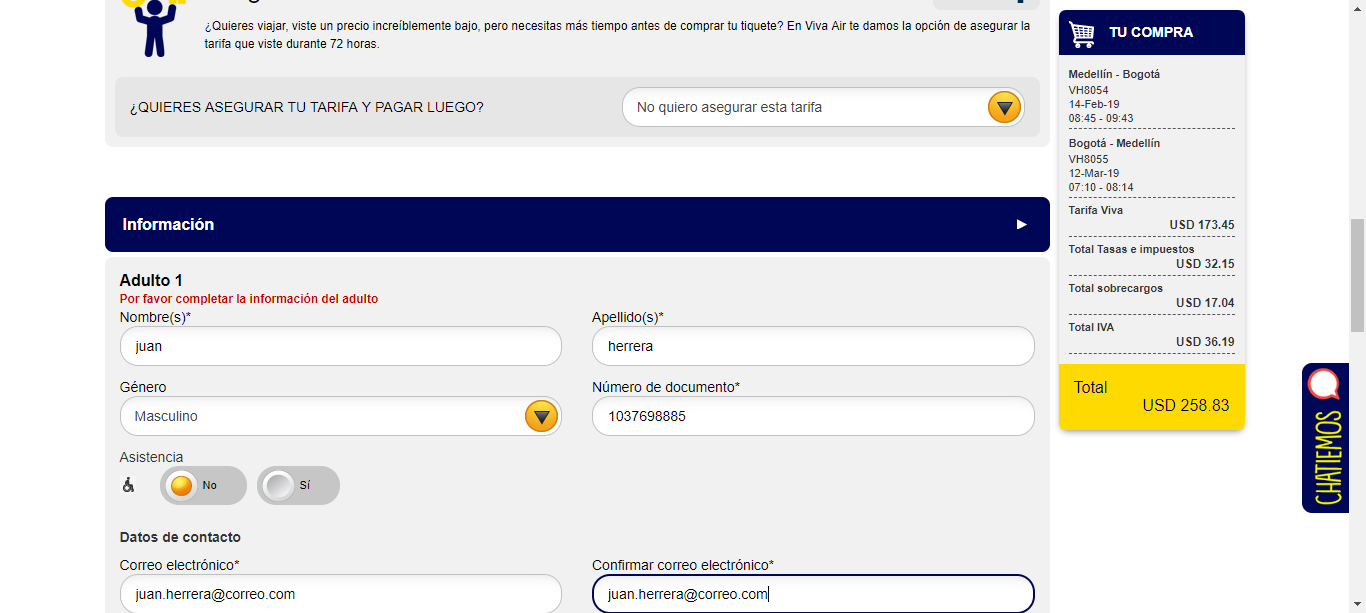 ¿Quieres viajar, viste un precio increíblemente bajo, pero necesitas más tiempo antes de comprar tu tiquete? En Viva Air te damos la opción de asegurar la
tarifa que viste durante 72 horas.
¿QUIERES ASEGURAR TU TARIFA Y PAGAR LUEGO?
No quiero asegurar esta tarifa
Información
Adulto 1
Por favor completar la información del adulto
Nombre(s)*
Apellido(s)*
juan
herrera
Género
Número de documento*
Masculino
1037698885
Asistencia
No
Sí
Datos de contacto
Correo electrónico*
Confirmar correo electrónico*
juan.herrera@correo.com
juan.herrera@correo.com
TU COMPRA
Medellín - Bogotá
VH8054
14-Feb-19
08:45 - 09:43
Bogotá - Medellín
VH8055
12-Mar-19
07:10 - 08:14
Tarifa Viva
USD 173.45
Total Tasas e impuestos
USD 32.15
Total sobrecargos
USD 17.04
Total IVA
USD 36.19
Total
USD 258.83
CHATIEMOS